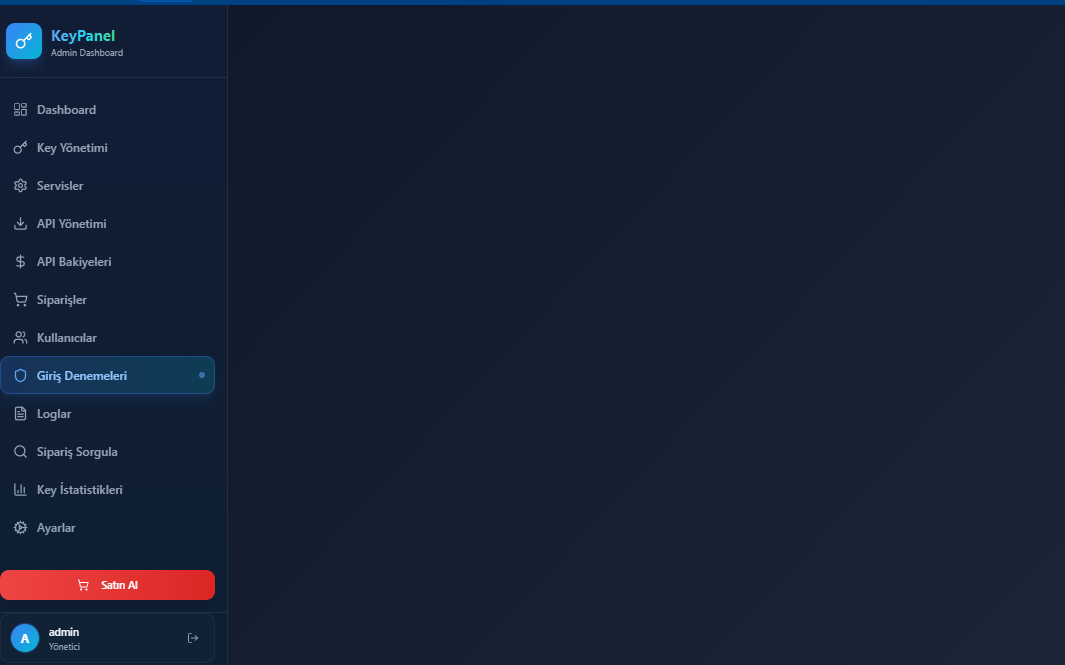 KeyPanel
Admin Dashboard
Dashboard
Key Yönetimi
Servisler
API Yönetimi
API Bakiyeleri
Siparişler
Kullanıcılar
Giriş Denemeleri
Loglar
Sipariş Sorgula
Key İstatistikleri
Ayarlar
Satın Al
A
admin
Yönetici